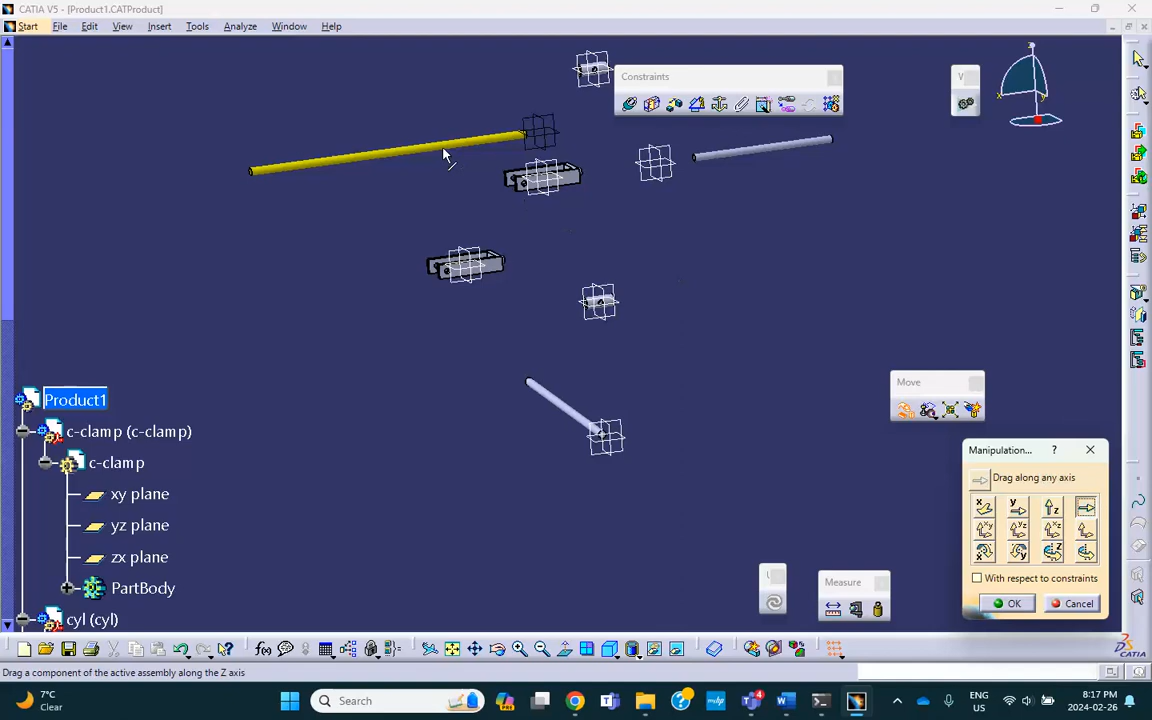 CATIA V5 - [Product1.CATProduct]
Start File Edit View Insert Tools Analyze Window Help
Constraints
V
x y
Product1
c-clamp (c-clamp)
c-clamp
xy plane
yz plane
zx plane
PartBody
cyl (cyl)
Move
Manipulation... ?
Drag along any axis
With respect to constraints
OK Cancel
Measure
Drag a component of the active assembly along the Z axis
CATIA
7°C
Clear
Search
4
ENG
US
8:17 PM
2024-02-26